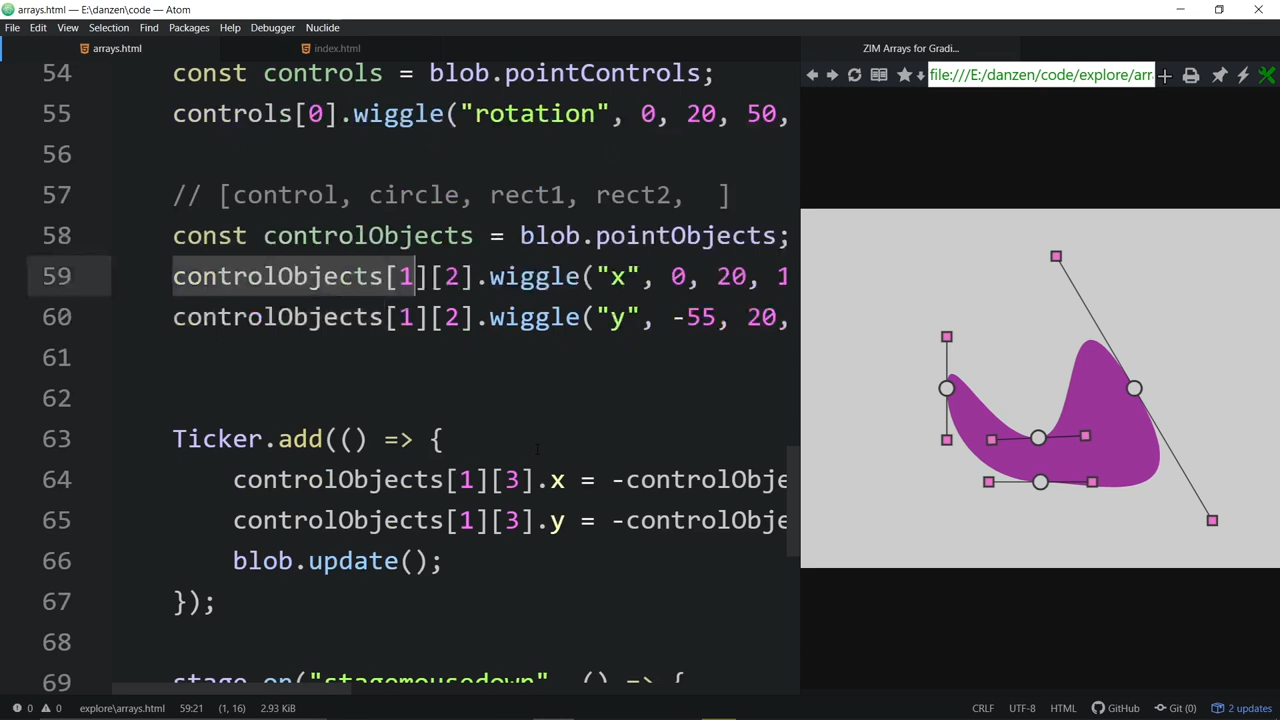 arrays.html — E:\danzen\code — Atom
File Edit View Selection Find Packages Help Debugger Nuclide
arrays.html index.html ZIM Arrays for Gradi...
file:///E:/danzen/code/explore/arr
54 const controls = blob.pointControls;
55 controls[0].wiggle("rotation", 0, 20, 50,
56
57 // [control, circle, rect1, rect2,  ]
58 const controlObjects = blob.pointObjects;
59 controlObjects[1][2].wiggle("x", 0, 20, 1
60 controlObjects[1][2].wiggle("y", -55, 20,
61
62
63 Ticker.add(() => {
64 controlObjects[1][3].x = -controlObje
65 controlObjects[1][3].y = -controlObje
66 blob.update();
67 });
68
69 stage.on("stagemousedown", () => {
0 0 explore\arrays.html 59:21 (1, 16) 2.93 KiB CRLF UTF-8 HTML GitHub Git (0) 2 updates